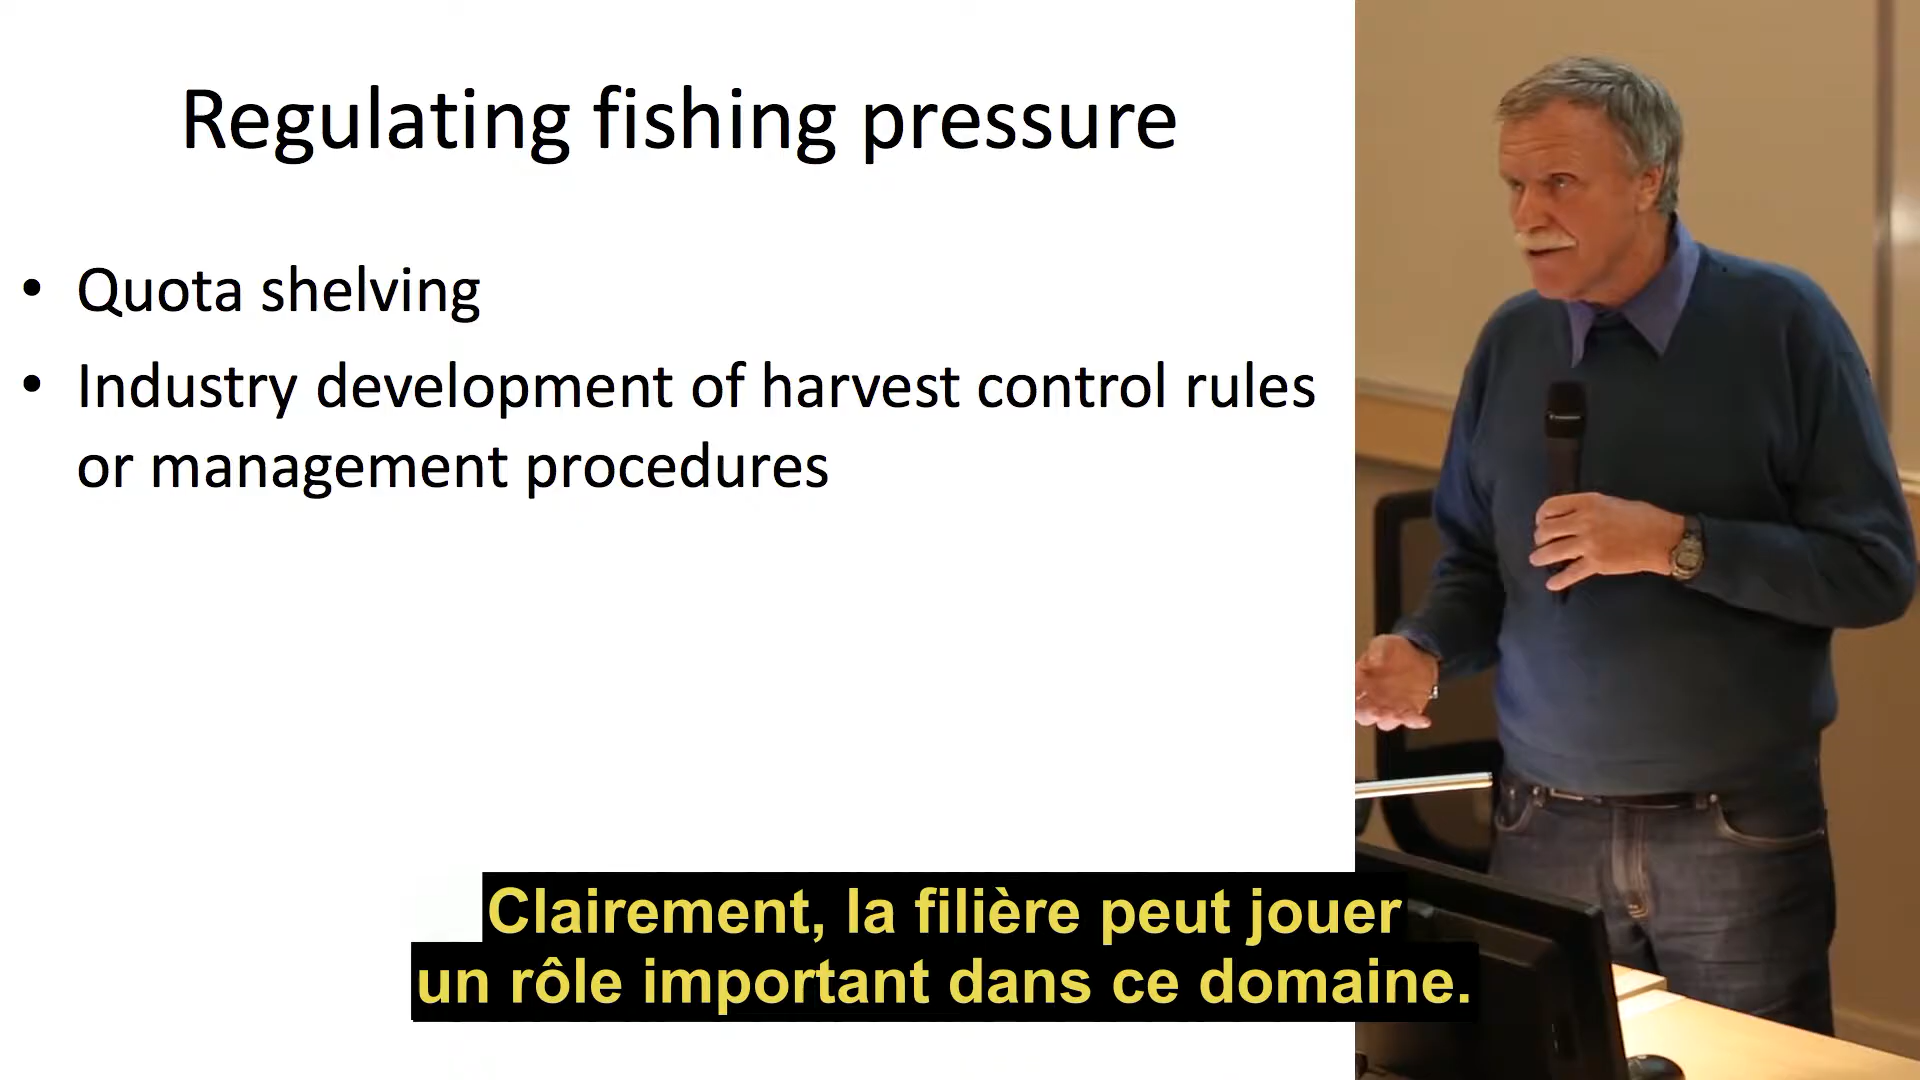 Regulating fishing pressure
• Quota shelving
• Industry development of harvest control rules
or management procedures
Clairement, la filière peut jouer
un rôle important dans ce domaine.